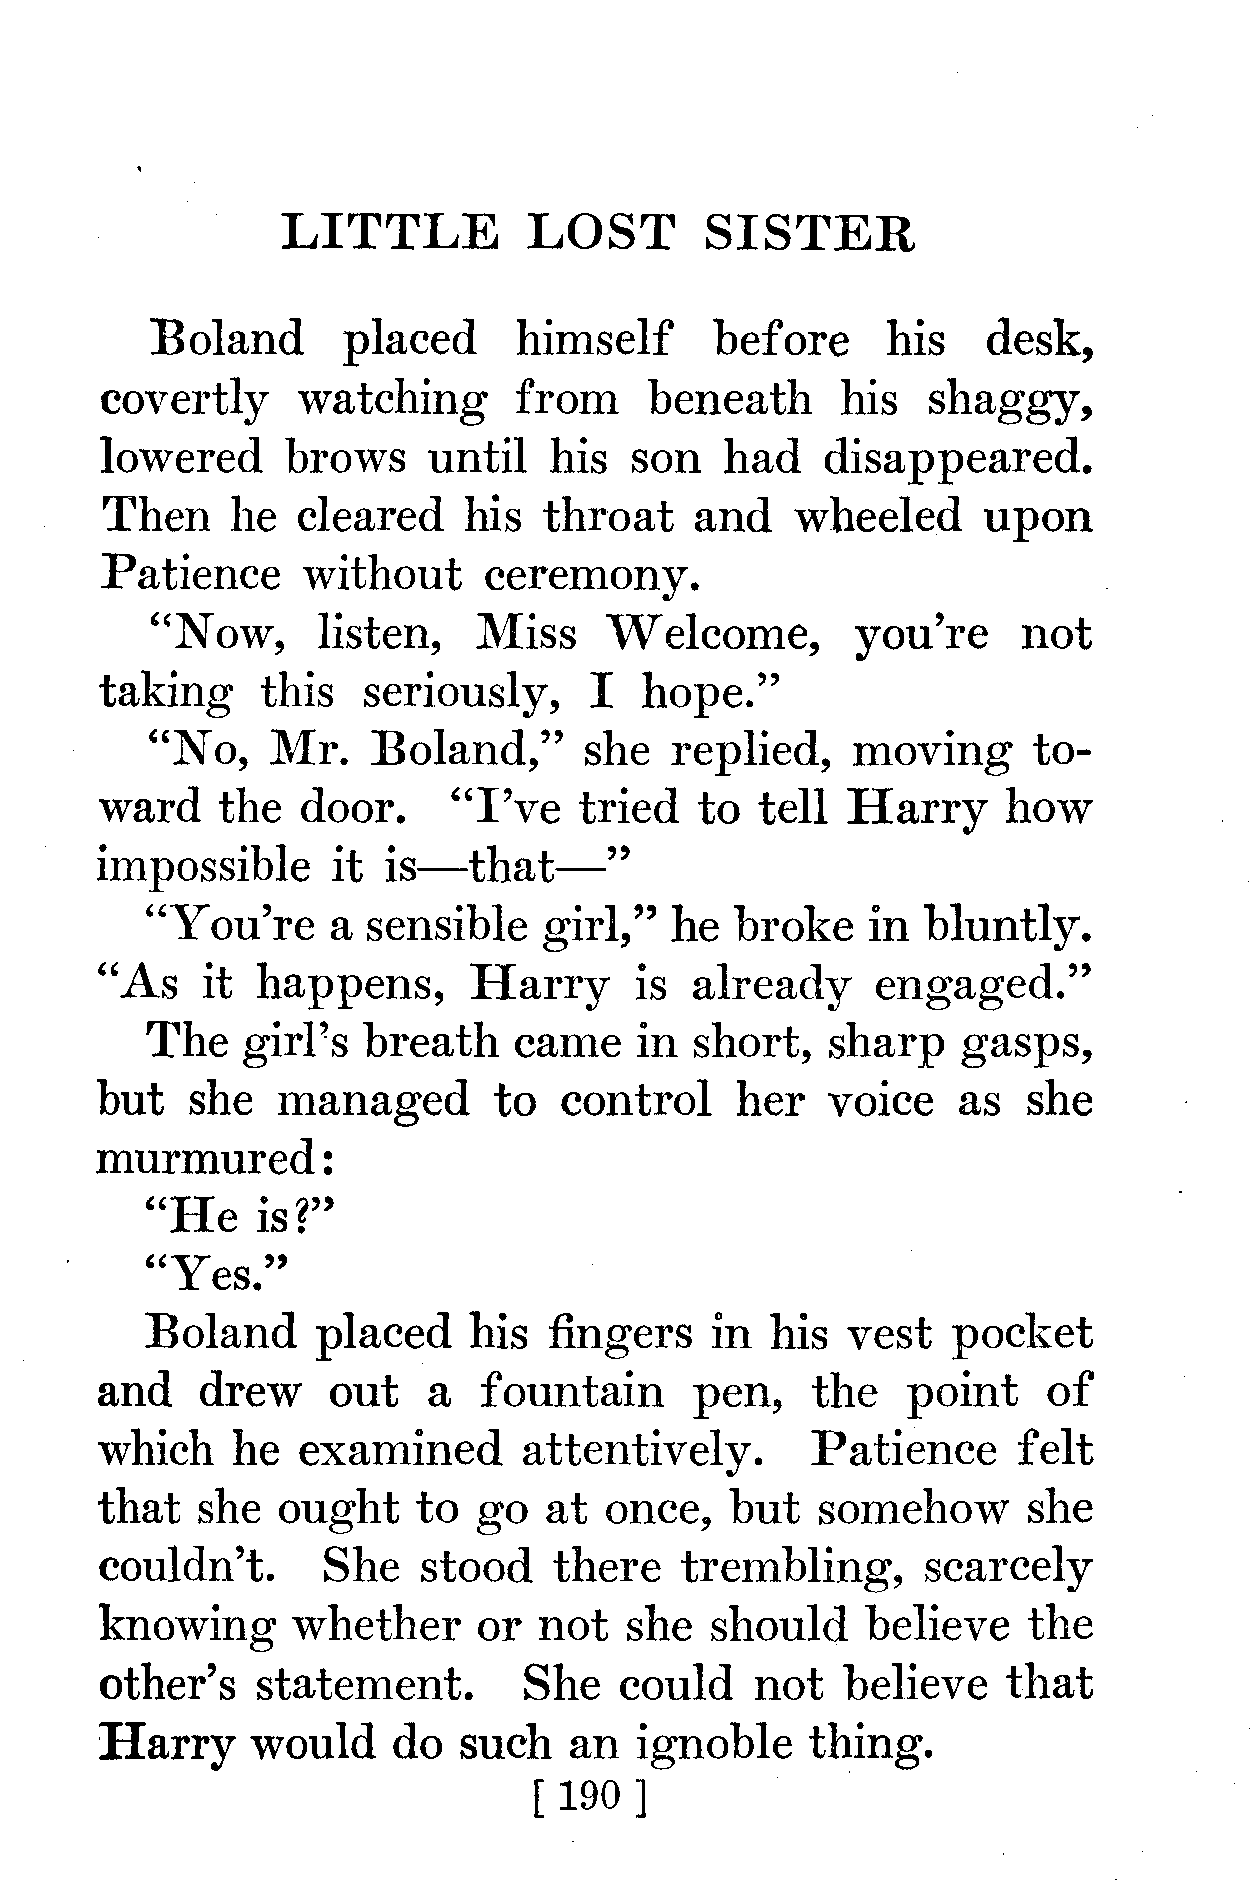 LITTLE LOST SISTER
Boland placed himself before his desk,
covertly watching from beneath his shaggy,
lowered brows until his son had disappeared.
Then he cleared his throat and wheeled upon
Patience without ceremony.
“Now, listen, Miss Welcome, you’re not
taking this seriously, I hope.”
“No, Mr. Boland,” she replied, moving to-
ward the door. “I’ve tried to tell Harry how
impossible it is—that—”
“You’re a sensible girl,” he broke in bluntly.
“As it happens, Harry is already engaged.”
The girl’s breath came in short, sharp gasps,
but she managed to control her voice as she
murmured:
“He is?”
“Yes.”
Boland placed his fingers in his vest pocket
and drew out a fountain pen, the point of
which he examined attentively. Patience felt
that she ought to go at once, but somehow she
couldn’t. She stood there trembling, scarcely
knowing whether or not she should believe the
other’s statement. She could not believe that
Harry would do such an ignoble thing.
[ 190 ]